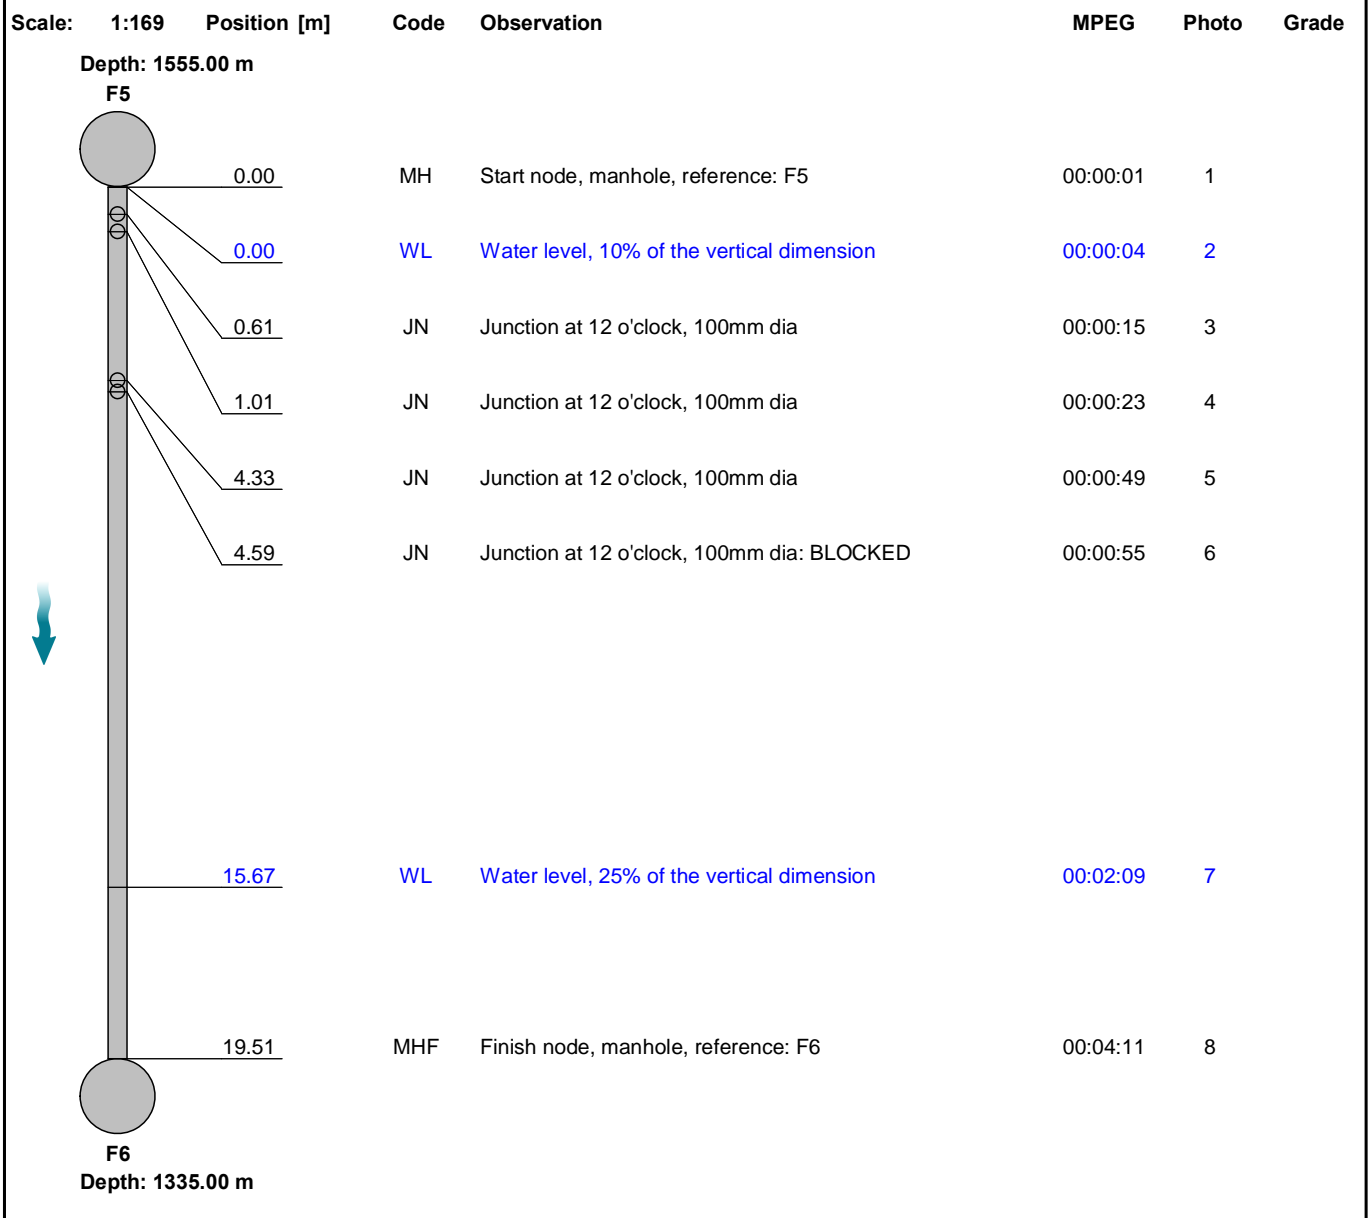 Scale: 1:169 Position [m] Code Observation MPEG Photo Grade
Depth: 1555.00 m
F5
0.00 MH Start node, manhole, reference: F5 00:00:01 1
0.00 WL Water level, 10% of the vertical dimension 00:00:04 2
0.61 JN Junction at 12 o'clock, 100mm dia 00:00:15 3
1.01 JN Junction at 12 o'clock, 100mm dia 00:00:23 4
4.33 JN Junction at 12 o'clock, 100mm dia 00:00:49 5
4.59 JN Junction at 12 o'clock, 100mm dia: BLOCKED 00:00:55 6
15.67 WL Water level, 25% of the vertical dimension 00:02:09 7
19.51 MHF Finish node, manhole, reference: F6 00:04:11 8
F6
Depth: 1335.00 m